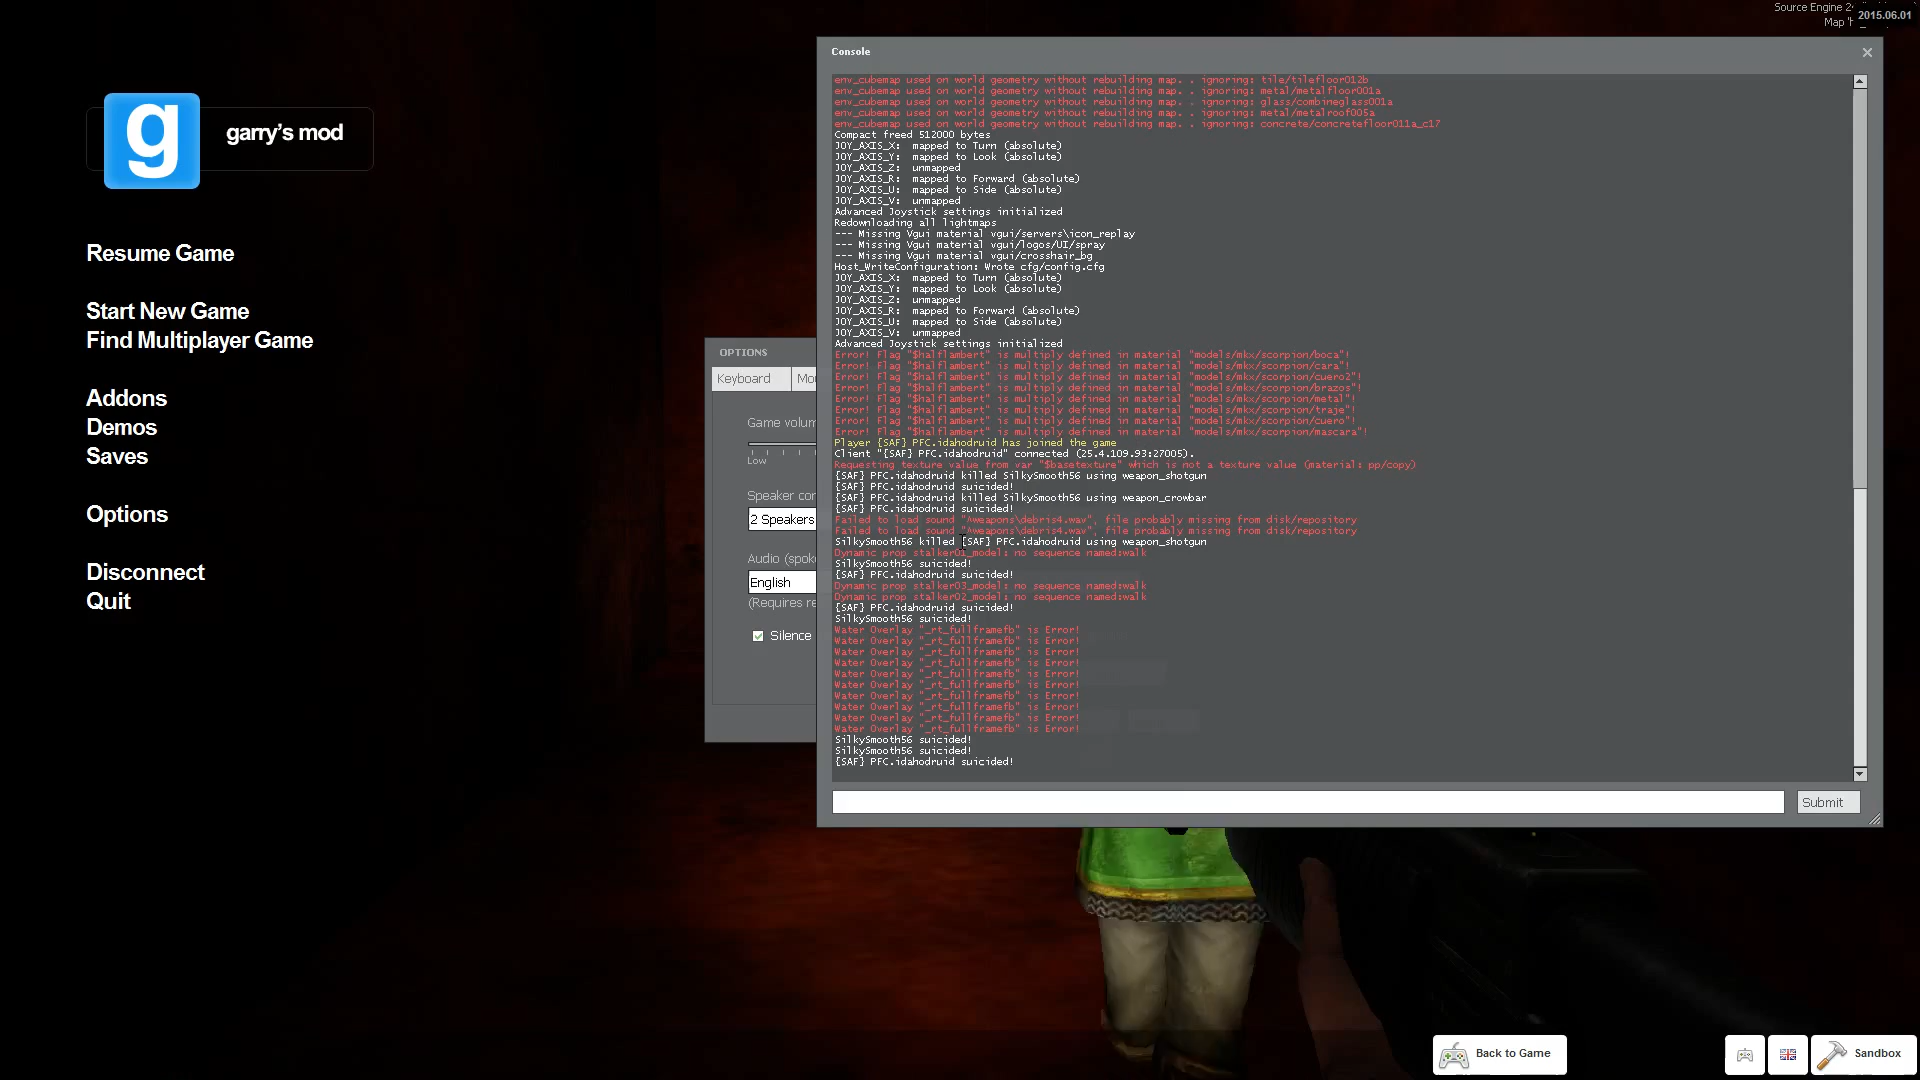 Source Engine 2
2015.06.01
Map '
g
garry's mod
Resume Game
Start New Game
Find Multiplayer Game
Addons
Demos
Saves
Options
Disconnect
Quit
OPTIONS
Keyboard
Mo
Game volum
Low
Speaker con
2 Speakers
Audio (spok
English
(Requires re
Silence
Console
env_cubemap used on world geometry without rebuilding map. . ignoring: tile/tilefloor012b
env_cubemap used on world geometry without rebuilding map. . ignoring: metal/metalfloor001a
env_cubemap used on world geometry without rebuilding map. . ignoring: glass/combineglass001a
env_cubemap used on world geometry without rebuilding map. . ignoring: metal/metalroof005a
env_cubemap used on world geometry without rebuilding map. . ignoring: concrete/concretefloor011a_c17
Compact freed 512000 bytes
JOY_AXIS_X:  mapped to Turn (absolute)
JOY_AXIS_Y:  mapped to Look (absolute)
JOY_AXIS_Z:  unmapped
JOY_AXIS_R:  mapped to Forward (absolute)
JOY_AXIS_U:  mapped to Side (absolute)
JOY_AXIS_V:  unmapped
Advanced Joystick settings initialized
Redownloading all lightmaps
--- Missing Vgui material vgui/servers\icon_replay
--- Missing Vgui material vgui/logos/UI/spray
--- Missing Vgui material vgui/crosshair_bg
Host_WriteConfiguration: Wrote cfg/config.cfg
JOY_AXIS_X:  mapped to Turn (absolute)
JOY_AXIS_Y:  mapped to Look (absolute)
JOY_AXIS_Z:  unmapped
JOY_AXIS_R:  mapped to Forward (absolute)
JOY_AXIS_U:  mapped to Side (absolute)
JOY_AXIS_V:  unmapped
Advanced Joystick settings initialized
Error! Flag "$halflambert" is multiply defined in material "models/mkx/scorpion/boca"!
Error! Flag "$halflambert" is multiply defined in material "models/mkx/scorpion/cara"!
Error! Flag "$halflambert" is multiply defined in material "models/mkx/scorpion/cuero2"!
Error! Flag "$halflambert" is multiply defined in material "models/mkx/scorpion/brazos"!
Error! Flag "$halflambert" is multiply defined in material "models/mkx/scorpion/metal"!
Error! Flag "$halflambert" is multiply defined in material "models/mkx/scorpion/traje"!
Error! Flag "$halflambert" is multiply defined in material "models/mkx/scorpion/cuero"!
Error! Flag "$halflambert" is multiply defined in material "models/mkx/scorpion/mascara"!
Player {SAF} PFC.idahodruid has joined the game
Client "{SAF} PFC.idahodruid" connected (25.4.109.93:27005).
Requesting texture value from var "$basetexture" which is not a texture value (material: pp/copy)
{SAF} PFC.idahodruid killed SilkySmooth56 using weapon_shotgun
{SAF} PFC.idahodruid suicided!
{SAF} PFC.idahodruid killed SilkySmooth56 using weapon_crowbar
{SAF} PFC.idahodruid suicided!
Failed to load sound "^weapons\debris4.wav", file probably missing from disk/repository
Failed to load sound "^weapons\debris4.wav", file probably missing from disk/repository
SilkySmooth56 killed {SAF} PFC.idahodruid using weapon_shotgun
Dynamic prop stalker01_model: no sequence named:walk
SilkySmooth56 suicided!
{SAF} PFC.idahodruid suicided!
Dynamic prop stalker03_model: no sequence named:walk
Dynamic prop stalker02_model: no sequence named:walk
{SAF} PFC.idahodruid suicided!
SilkySmooth56 suicided!
Water Overlay "_rt_fullframefb" is Error!
Water Overlay "_rt_fullframefb" is Error!
Water Overlay "_rt_fullframefb" is Error!
Water Overlay "_rt_fullframefb" is Error!
Water Overlay "_rt_fullframefb" is Error!
Water Overlay "_rt_fullframefb" is Error!
Water Overlay "_rt_fullframefb" is Error!
Water Overlay "_rt_fullframefb" is Error!
Water Overlay "_rt_fullframefb" is Error!
Water Overlay "_rt_fullframefb" is Error!
SilkySmooth56 suicided!
SilkySmooth56 suicided!
{SAF} PFC.idahodruid suicided!
Submit
Back to Game
Sandbox